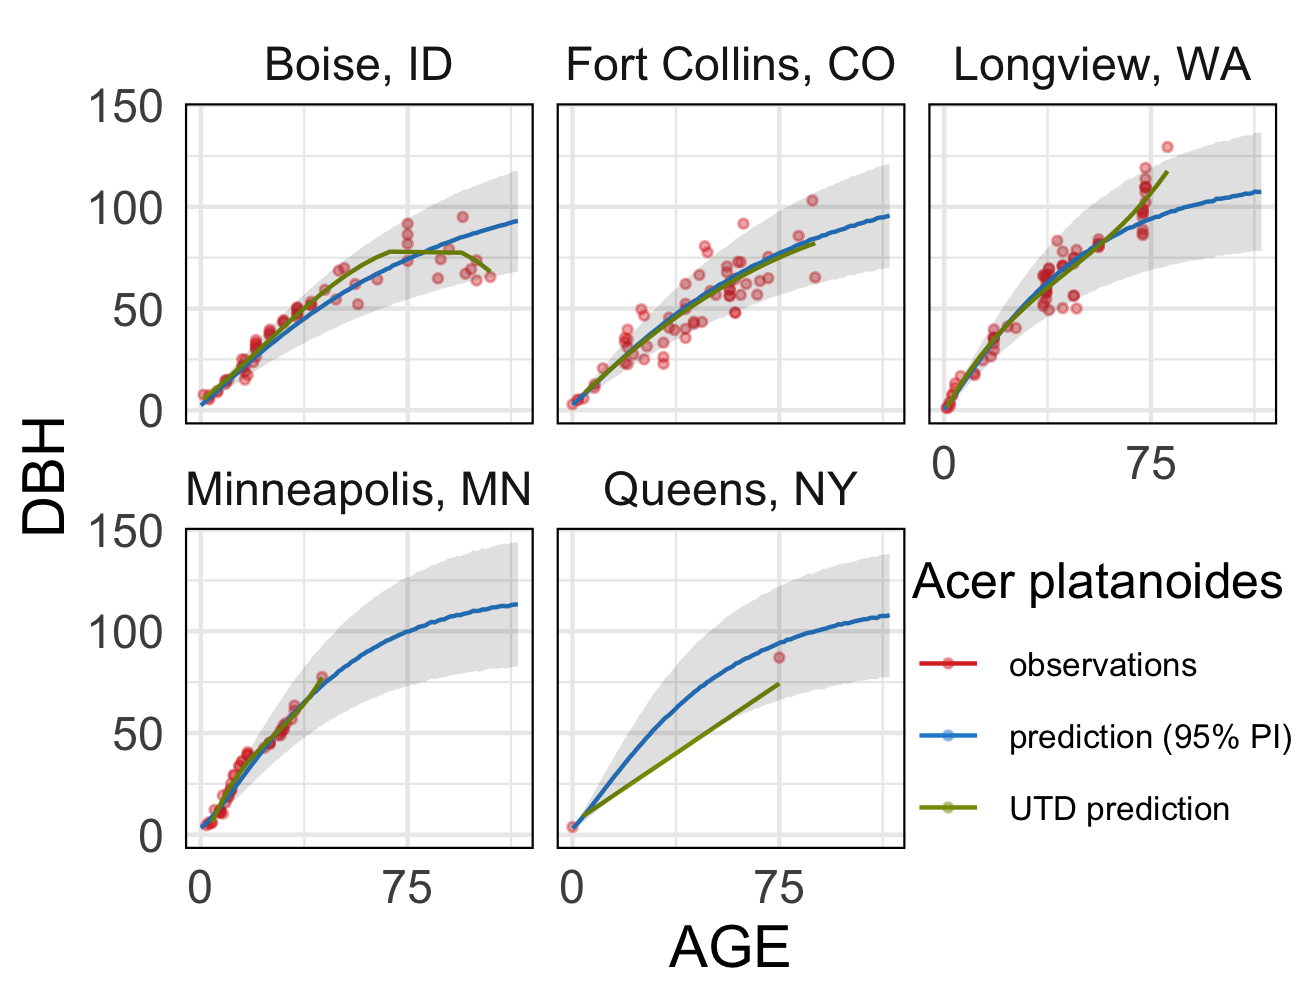 Boise, ID
Fort Collins, CO
Longview, WA
150
100
50
0
0 75
Minneapolis, MN
Queens, NY
150
100
50
0
0 75
0 75
DBH
AGE
Acer platanoides
observations
prediction (95% PI)
UTD prediction